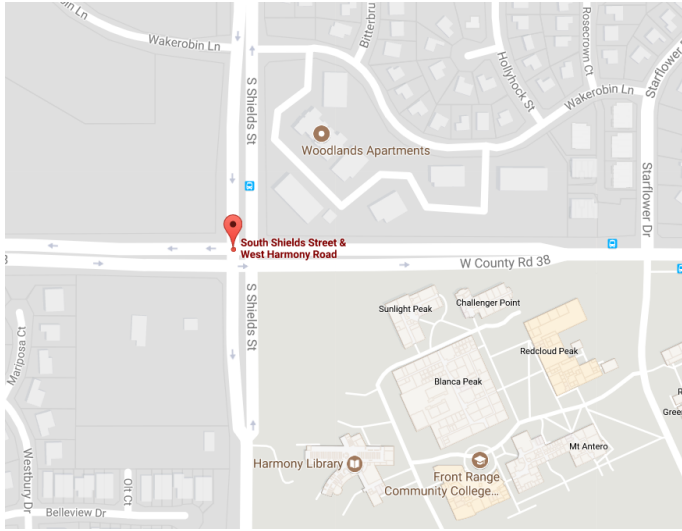 Wakerobin Ln
Bitterbru
Rosecrown Ct
Starflower
S Shields St
Hollyhock St
Wakerobin Ln
Woodlands Apartments
Starflower Dr
South Shields Street &
West Harmony Road
W County Rd 38
S Shields St
Challenger Point
Sunlight Peak
Mariposa Ct
Redcloud Peak
Blanca Peak
R
Green
Mt Antero
Harmony Library
Front Range
Community College...
Westbury Dr
Olt Ct
Belleview Dr